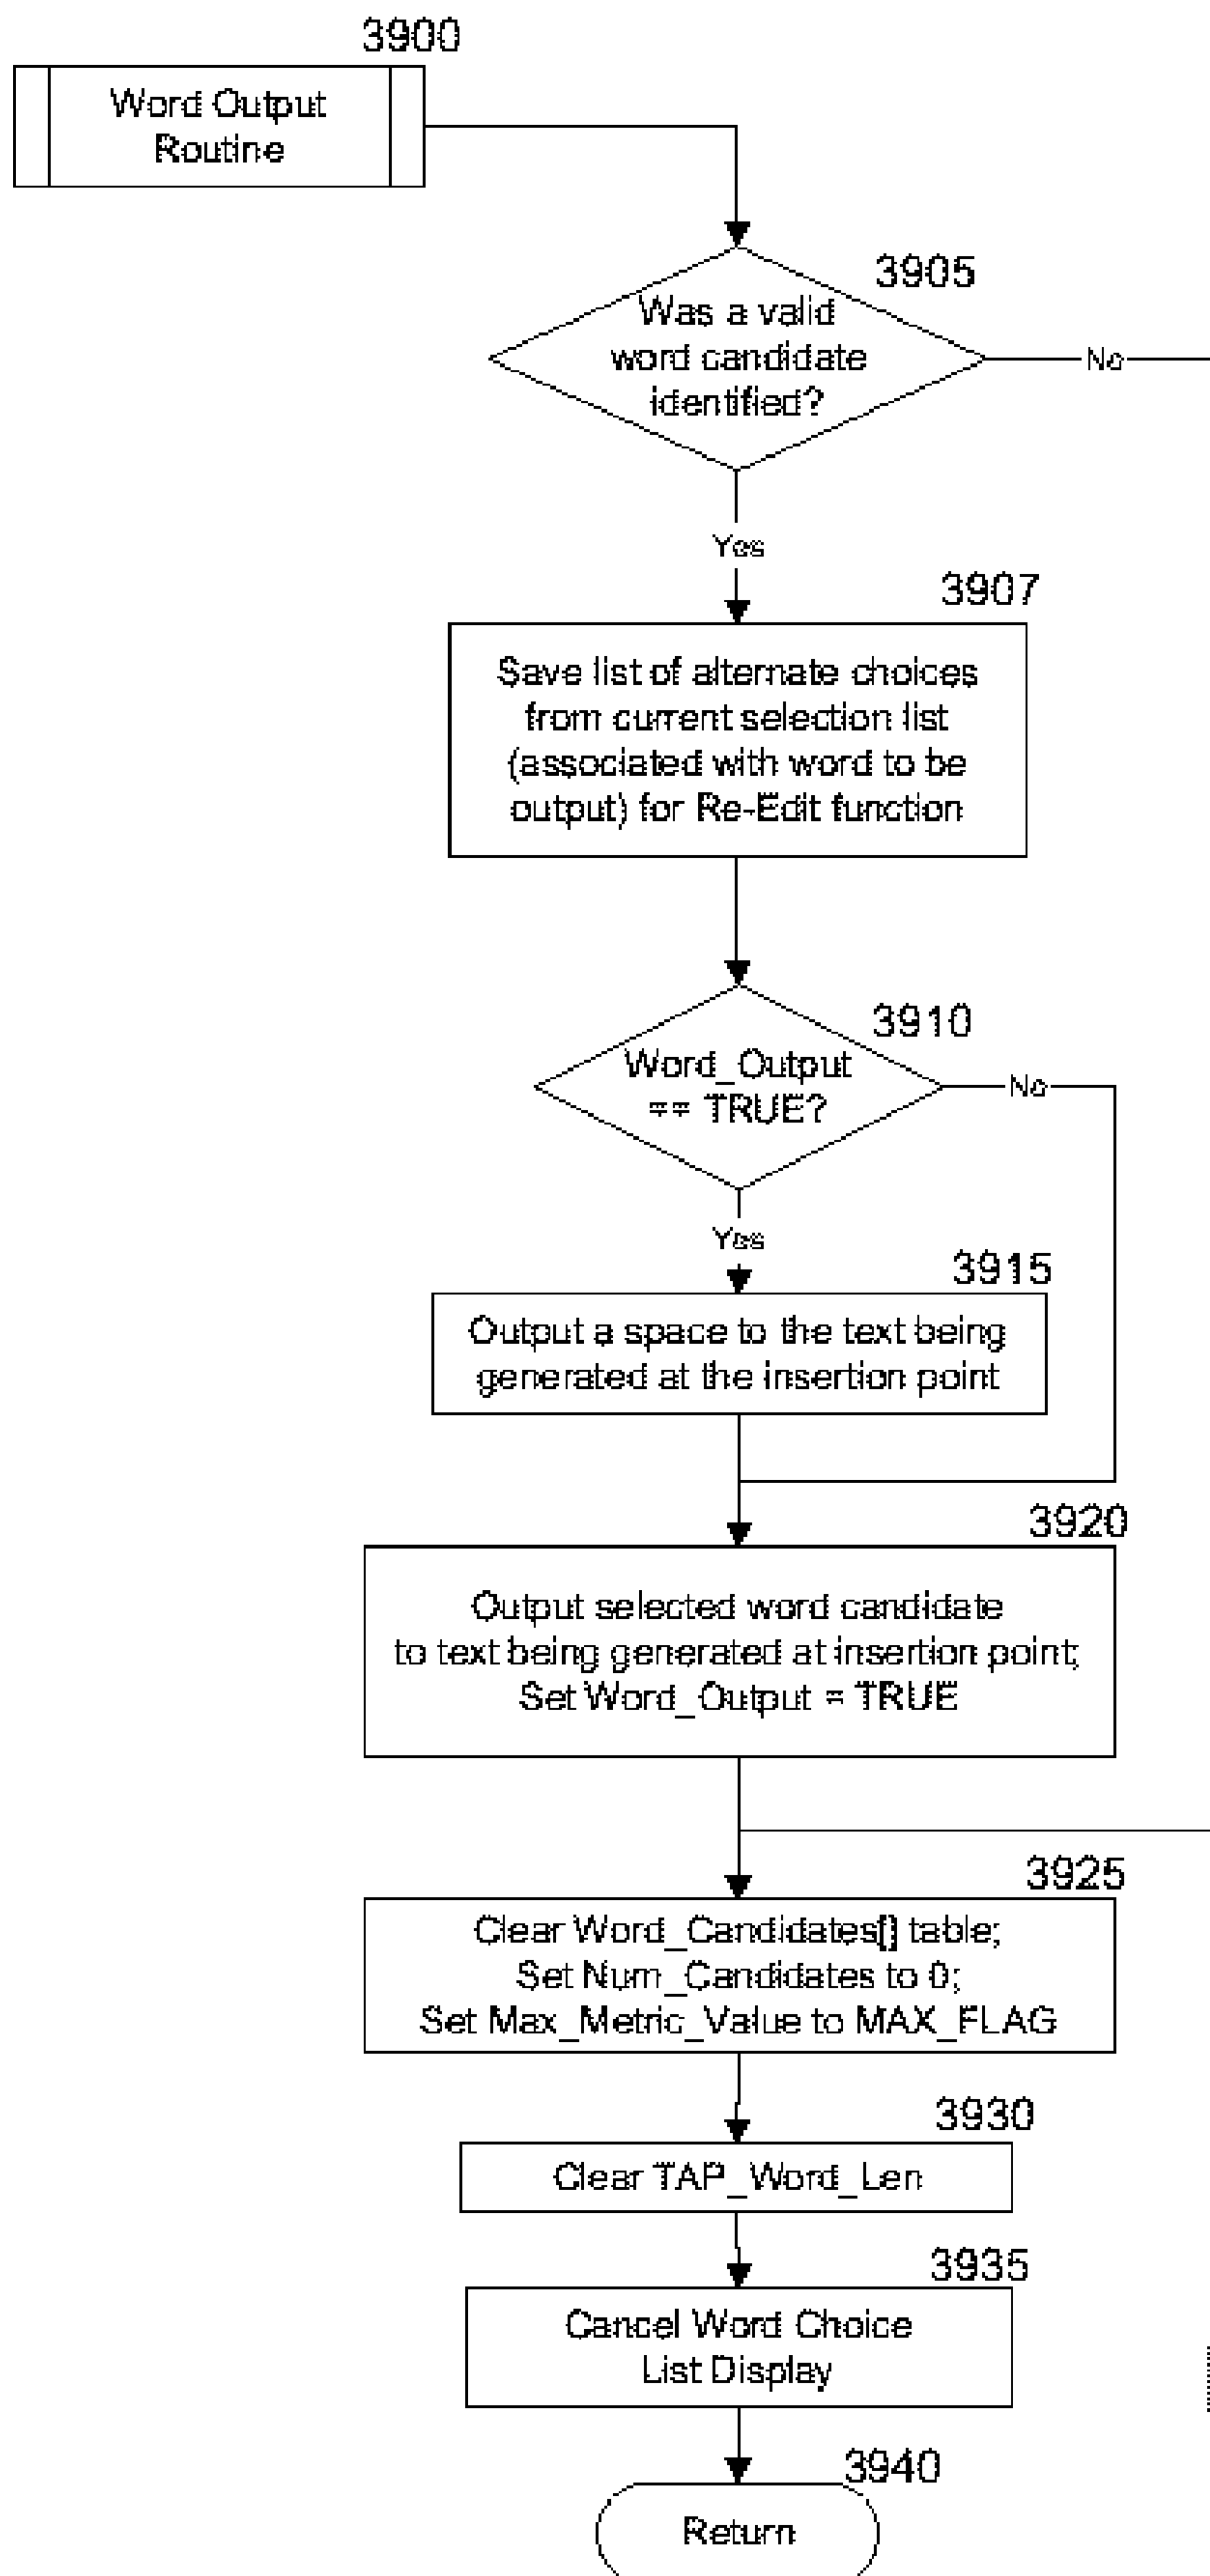 3900
Word Output
Routine
3905
Was a valid
word candidate
identified?
No
Yes
3907
Save list of alternate choices
from current selection list
(associated with word to be
output) for Re-Edit function
3910
Word_Output
== TRUE?
No
Yes
3915
Output a space to the text being
generated at the insertion point
3920
Output selected word candidate
to text being generated at insertion point;
Set Word_Output = TRUE
3925
Clear Word_Candidates[] table;
Set Num_Candidates to 0;
Set Max_Metric_Value to MAX_FLAG
3930
Clear TAP_Word_Len
3935
Cancel Word Choice
List Display
3940
Return